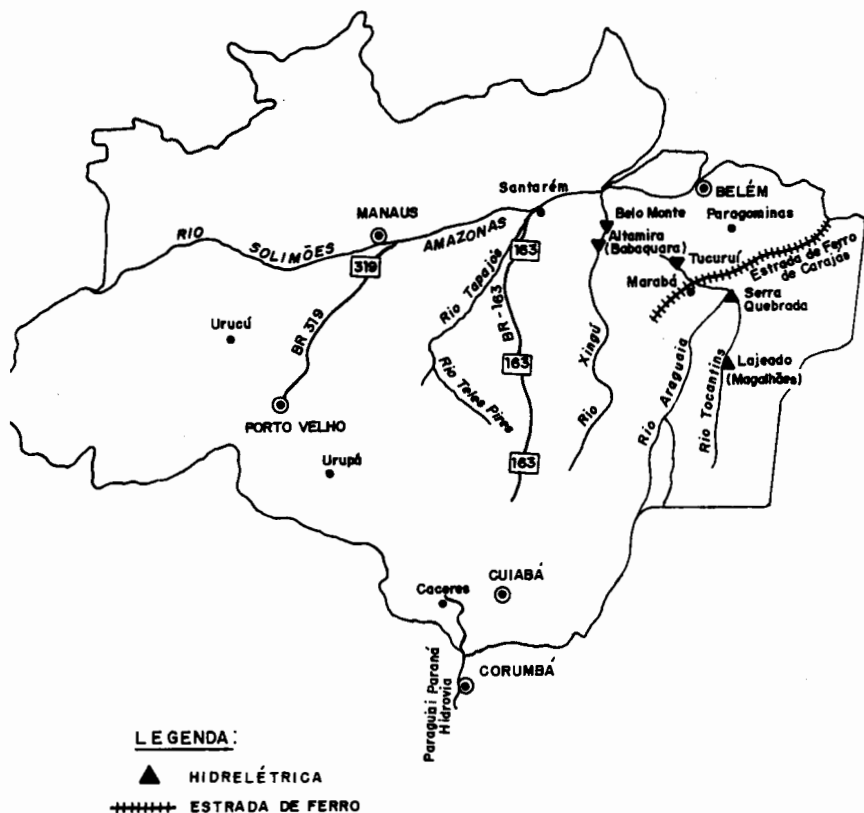 Santarém
BELÉM
MANAUS
Belo Monte
Paragominas
RIO
SOLIMÕES
AMAZONAS
Altamira
(Babaquara)
163
319
Tucuruí
Estrada de Ferro
de Carajas
Marabá
Serra
Quebrada
Rio Tapajós
BR-163
BR 319
Urucú
Xingú
Rio
163
Rio Araguaia
Rio Tocantins
Lajeado
(Magalhães)
Rio Teles Pires
PORTO VELHO
Urupá
163
CUIABÁ
Caceres
CORUMBÁ
Paraguai Paraná
Hidrovia
LEGENDA:
HIDRELÉTRICA
ESTRADA DE FERRO